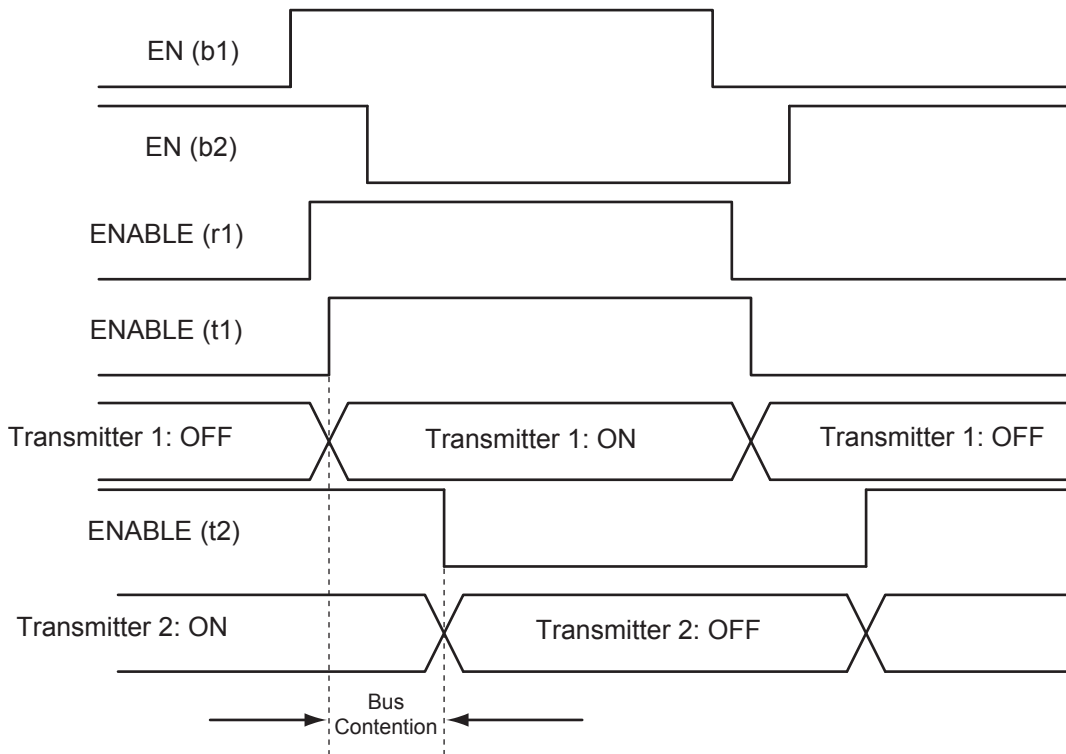 EN (b1)
EN (b2)
ENABLE (r1)
ENABLE (t1)
Transmitter 1: OFF
Transmitter 1: ON
Transmitter 1: OFF
ENABLE (t2)
Transmitter 2: ON
Transmitter 2: OFF
Bus
Contention